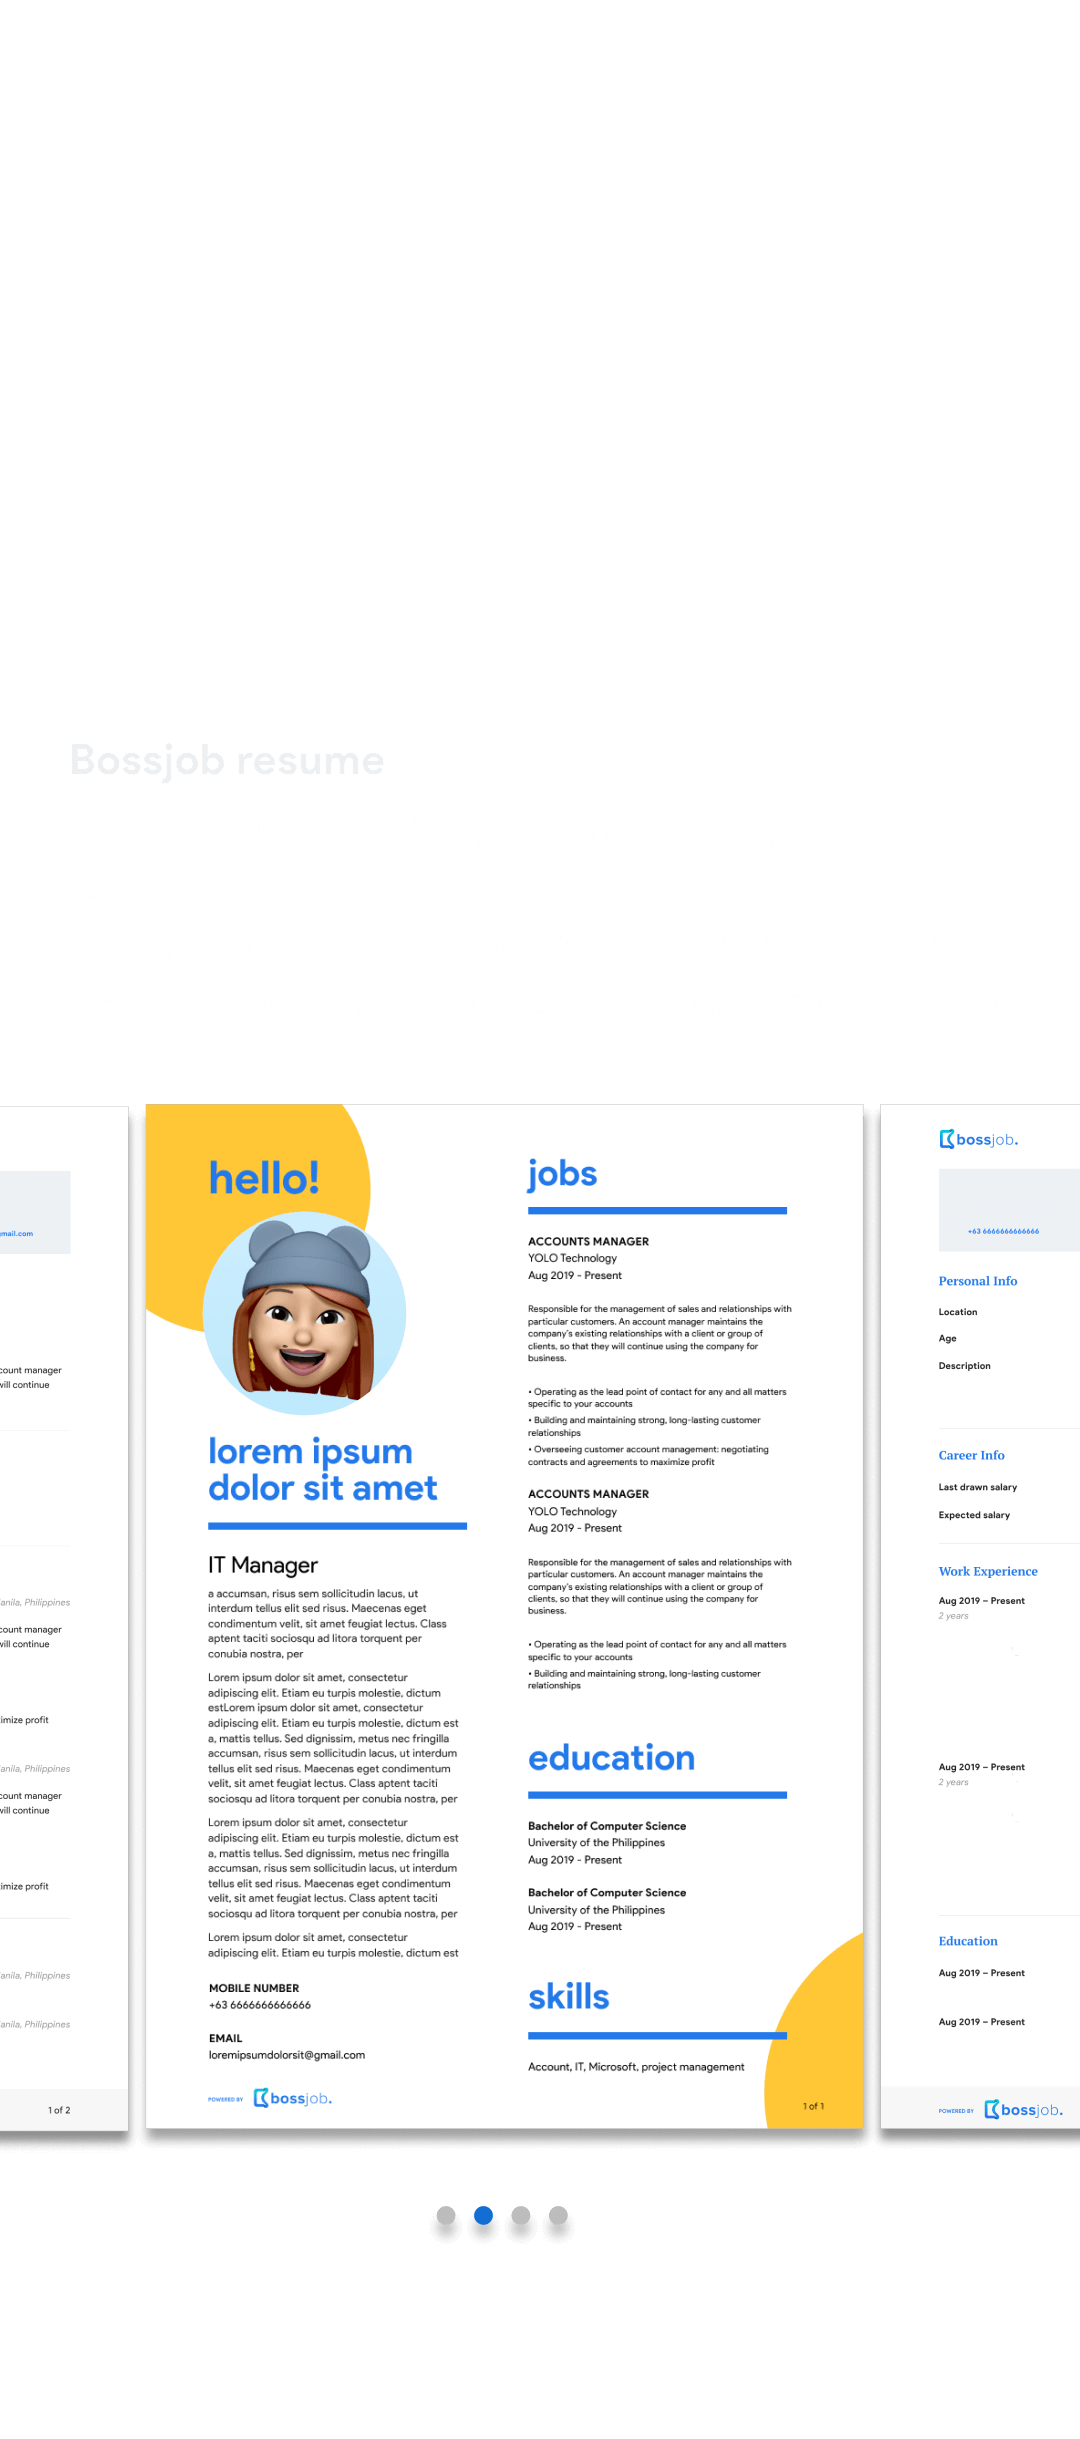 Bossjob resume
gmail.com
count manager
will continue
anila, Philippines
count manager
will continue
timize profit
anila, Philippines
count manager
will continue
timize profit
anila, Philippines
anila, Philippines
1 of 2
hello!
lorem ipsum
dolor sit amet
IT Manager
a accumsan, risus sem sollicitudin lacus, ut
interdum tellus elit sed risus. Maecenas eget
condimentum velit, sit amet feugiat lectus. Class
aptent taciti sociosqu ad litora torquent per
conubia nostra, per
Lorem ipsum dolor sit amet, consectetur
adipiscing elit. Etiam eu turpis molestie, dictum
estLorem ipsum dolor sit amet, consectetur
adipiscing elit. Etiam eu turpis molestie, dictum est
a, mattis tellus. Sed dignissim, metus nec fringilla
accumsan, risus sem sollicitudin lacus, ut interdum
tellus elit sed risus. Maecenas eget condimentum
velit, sit amet feugiat lectus. Class aptent taciti
sociosqu ad litora torquent per conubia nostra, per
Lorem ipsum dolor sit amet, consectetur
adipiscing elit. Etiam eu turpis molestie, dictum est
a, mattis tellus. Sed dignissim, metus nec fringilla
accumsan, risus sem sollicitudin lacus, ut interdum
tellus elit sed risus. Maecenas eget condimentum
velit, sit amet feugiat lectus. Class aptent taciti
sociosqu ad litora torquent per conubia nostra, per
Lorem ipsum dolor sit amet, consectetur
adipiscing elit. Etiam eu turpis molestie, dictum est
MOBILE NUMBER
+63 6666666666666
EMAIL
loremipsumdolorsit@gmail.com
POWERED BY bossjob.
jobs
ACCOUNTS MANAGER
YOLO Technology
Aug 2019 - Present
Responsible for the management of sales and relationships with
particular customers. An account manager maintains the
company's existing relationships with a client or group of
clients, so that they will continue using the company for
business.
• Operating as the lead point of contact for any and all matters
specific to your accounts
• Building and maintaining strong, long-lasting customer
relationships
• Overseeing customer account management: negotiating
contracts and agreements to maximize profit
ACCOUNTS MANAGER
YOLO Technology
Aug 2019 - Present
Responsible for the management of sales and relationships with
particular customers. An account manager maintains the
company's existing relationships with a client or group of
clients, so that they will continue using the company for
business.
• Operating as the lead point of contact for any and all matters
specific to your accounts
• Building and maintaining strong, long-lasting customer
relationships
education
Bachelor of Computer Science
University of the Philippines
Aug 2019 - Present
Bachelor of Computer Science
University of the Philippines
Aug 2019 - Present
skills
Account, IT, Microsoft, project management
1 of 1
bossjob.
+63 6666666666666
Personal Info
Location
Age
Description
Career Info
Last drawn salary
Expected salary
Work Experience
Aug 2019 – Present
2 years
Aug 2019 – Present
2 years
Education
Aug 2019 – Present
Aug 2019 – Present
POWERED BY bossjob.